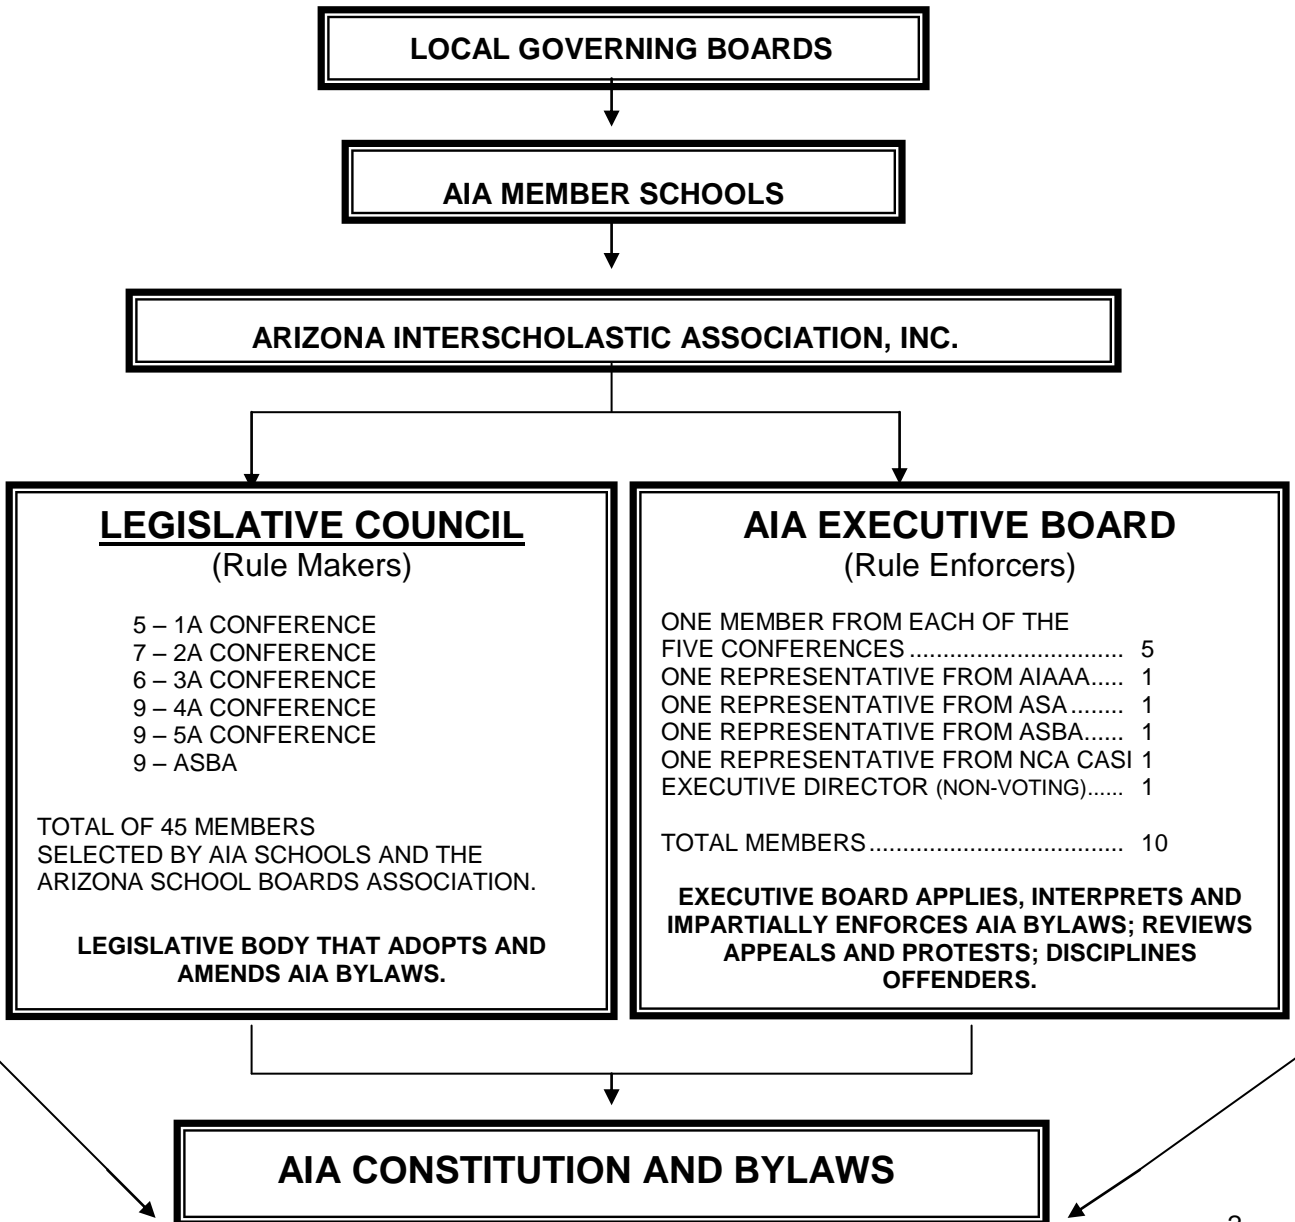 LOCAL GOVERNING BOARDS
AIA MEMBER SCHOOLS
ARIZONA INTERSCHOLASTIC ASSOCIATION, INC.
LEGISLATIVE COUNCIL
(Rule Makers)
5 – 1A CONFERENCE
7 – 2A CONFERENCE
6 – 3A CONFERENCE
9 – 4A CONFERENCE
9 – 5A CONFERENCE
9 – ASBA
TOTAL OF 45 MEMBERS
SELECTED BY AIA SCHOOLS AND THE
ARIZONA SCHOOL BOARDS ASSOCIATION.
LEGISLATIVE BODY THAT ADOPTS AND
AMENDS AIA BYLAWS.
AIA EXECUTIVE BOARD
(Rule Enforcers)
ONE MEMBER FROM EACH OF THE
FIVE CONFERENCES ................................ 5
ONE REPRESENTATIVE FROM AIAAA..... 1
ONE REPRESENTATIVE FROM ASA ........ 1
ONE REPRESENTATIVE FROM ASBA...... 1
ONE REPRESENTATIVE FROM NCA CASI 1
EXECUTIVE DIRECTOR (NON-VOTING)...... 1
TOTAL MEMBERS ...................................... 10
EXECUTIVE BOARD APPLIES, INTERPRETS AND
IMPARTIALLY ENFORCES AIA BYLAWS; REVIEWS
APPEALS AND PROTESTS; DISCIPLINES
OFFENDERS.
AIA CONSTITUTION AND BYLAWS